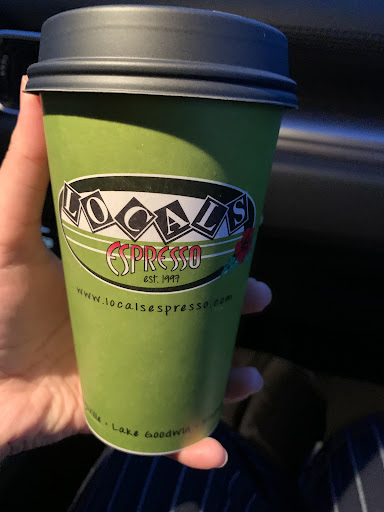 LOCALS
ESPRESSO
est. 1997
www.localsespresso.com
Lake Goodwin